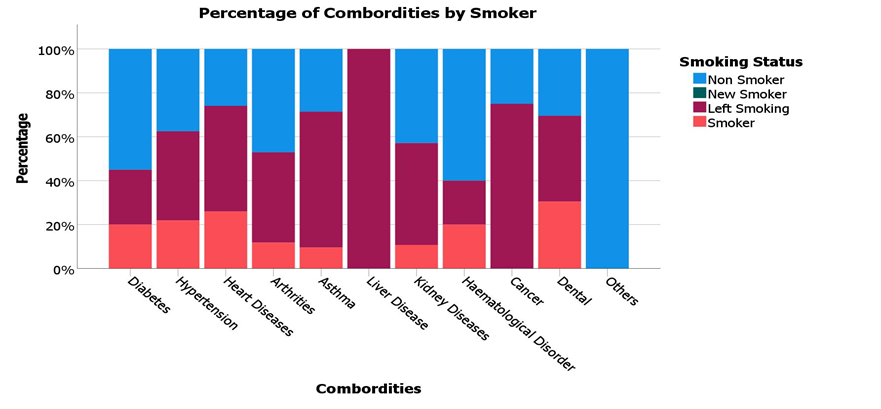 Percentage of Combordities by Smoker
Percentage
100%
80%
60%
40%
20%
0%
Diabetes
Hypertension
Heart Diseases
Arthrities
Asthma
Liver Disease
Kidney Diseases
Haematological Disorder
Cancer
Dental
Others
Combordities
Smoking Status
Non Smoker
New Smoker
Left Smoking
Smoker